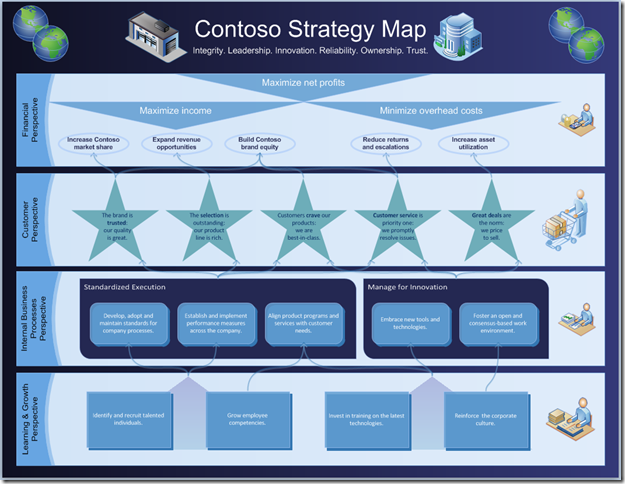 Contoso Strategy Map
Integrity. Leadership. Innovation. Reliability. Ownership. Trust.
Financial
Perspective
Maximize net profits
Maximize income
Minimize overhead costs
Increase Contoso
market share
Expand revenue
opportunities
Build Contoso
brand equity
Reduce returns
and escalations
Increase asset
utilization
Customer
Perspective
The brand is
trusted;
our quality
is great.
The selection is
outstanding;
our product
line is rich.
Customers crave our
products;
we are
best-in-class.
Customer service is
priority one;
we promptly
resolve issues.
Great deals are
the norm;
we price
to sell.
Internal Business
Processes
Perspective
Standardized Execution
Develop, adopt and
maintain standards for
company processes.
Establish and implement
performance measures
across the company.
Align product programs and
services with customer
needs.
Manage for Innovation
Embrace new tools and
technologies.
Foster an open and
consensus-based work
environment.
Learning & Growth
Perspective
Identify and recruit talented
individuals.
Grow employee
competencies.
Invest in training on the latest
technologies.
Reinforce the corporate
culture.